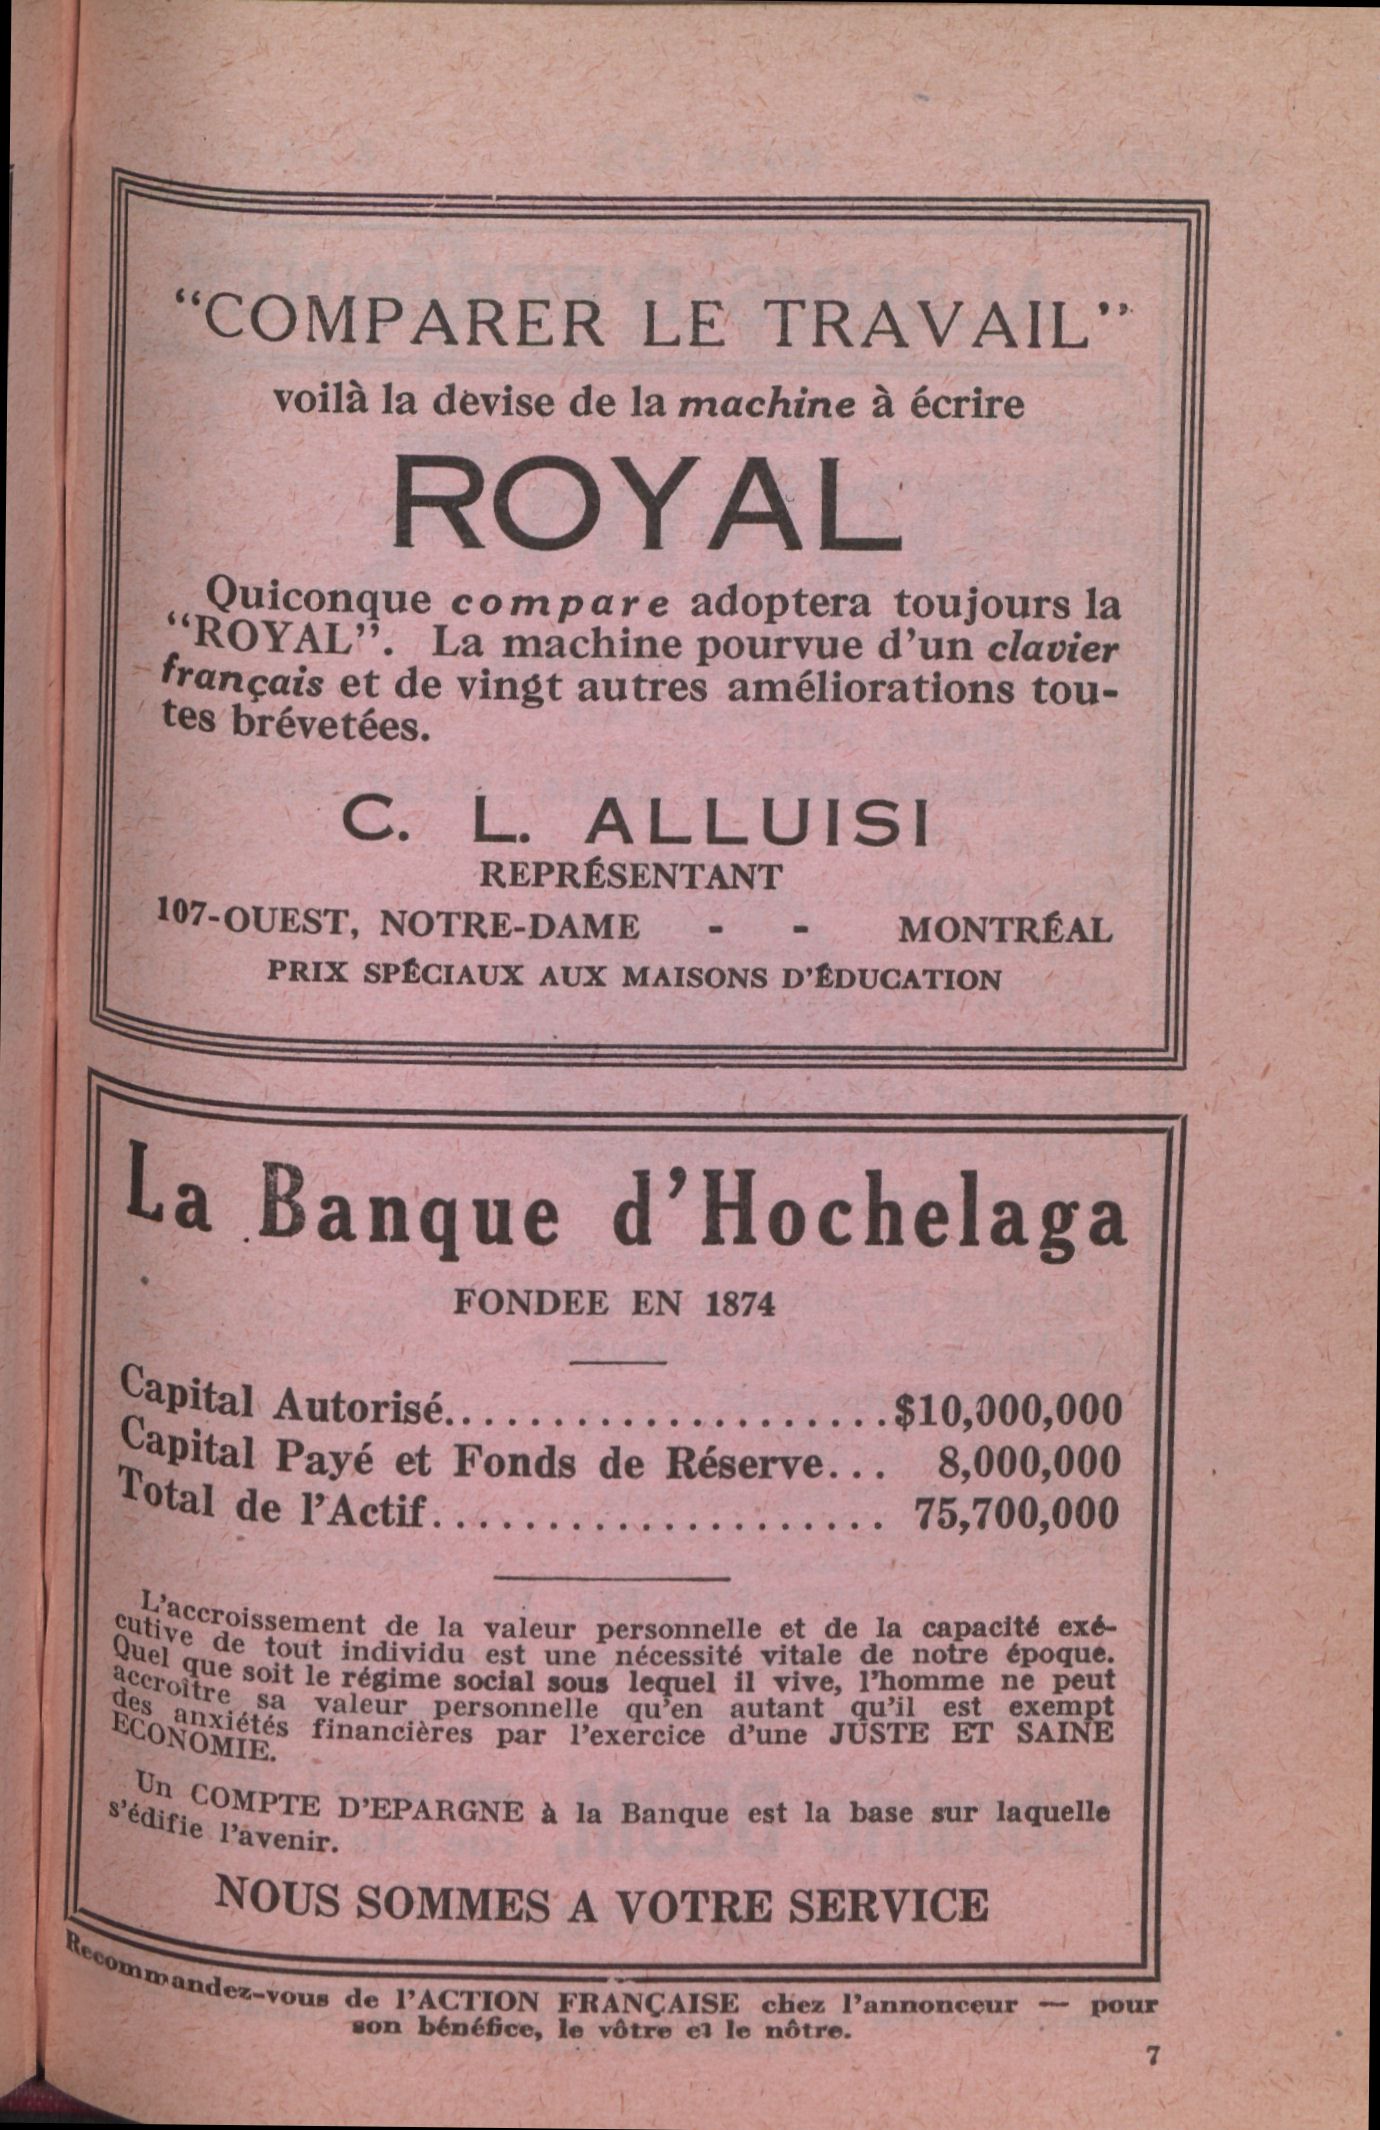 "COMPARER LE TRAVAIL"
voilà la devise de la machine à écrire
ROYAL
Quiconque compare adoptera toujours la
"ROYAL". La machine pourvue d'un clavier
français et de vingt autres améliorations tou-
tes brévetées.
C. L. ALLUISI
REPRÉSENTANT
107-OUEST, NOTRE-DAME - - MONTRÉAL
PRIX SPÉCIAUX AUX MAISONS D'ÉDUCATION
La Banque d'Hochelaga
FONDEE EN 1874
Capital Autorisé....................$10,000,000
Capital Payé et Fonds de Réserve... 8,000,000
Total de l'Actif.................... 75,700,000
L'accroissement de la valeur personnelle et de la capacité exé-
cutive de tout individu est une nécessité vitale de notre époque.
Quel que soit le régime social sous lequel il vive, l'homme ne peut
accroître sa valeur personnelle qu'en autant qu'il est exempt
des anxiétés financières par l'exercice d'une JUSTE ET SAINE
ECONOMIE.
Un COMPTE D'EPARGNE à la Banque est la base sur laquelle
s'édifie l'avenir.
NOUS SOMMES A VOTRE SERVICE
Recommandez-vous de l'ACTION FRANÇAISE chez l'annonceur — pour
son bénéfice, le vôtre et le nôtre.
7